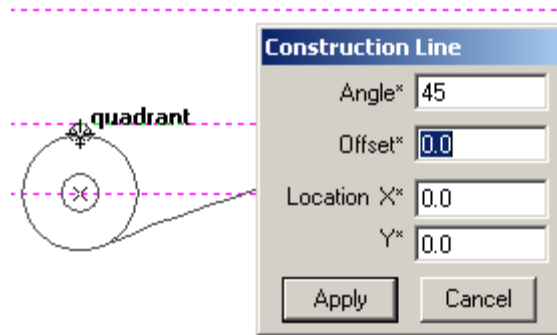 Construction Line
quadrant
Angle* 45
Offset* 0.0
Location X* 0.0
Y* 0.0
Apply Cancel